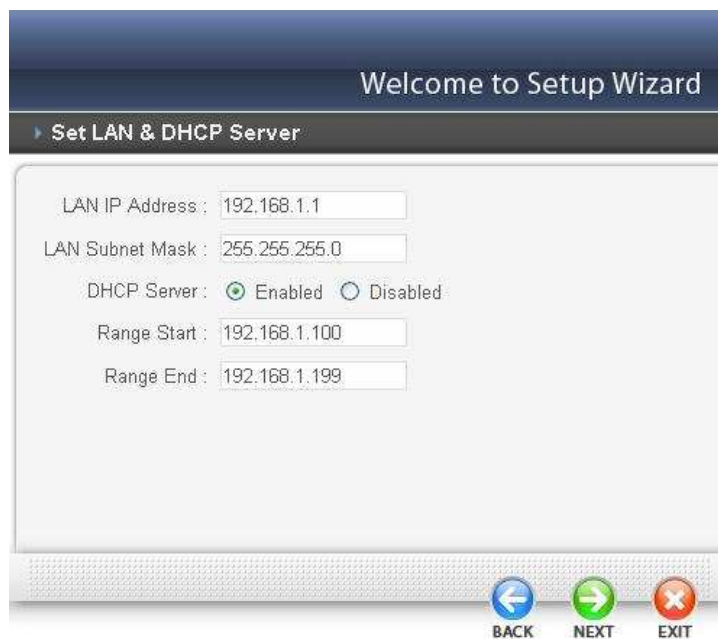 Welcome to Setup Wizard
Set LAN & DHCP Server
LAN IP Address : 192.168.1.1
LAN Subnet Mask : 255.255.255.0
DHCP Server : Enabled Disabled
Range Start : 192.168.1.100
Range End : 192.168.1.199
BACK NEXT EXIT